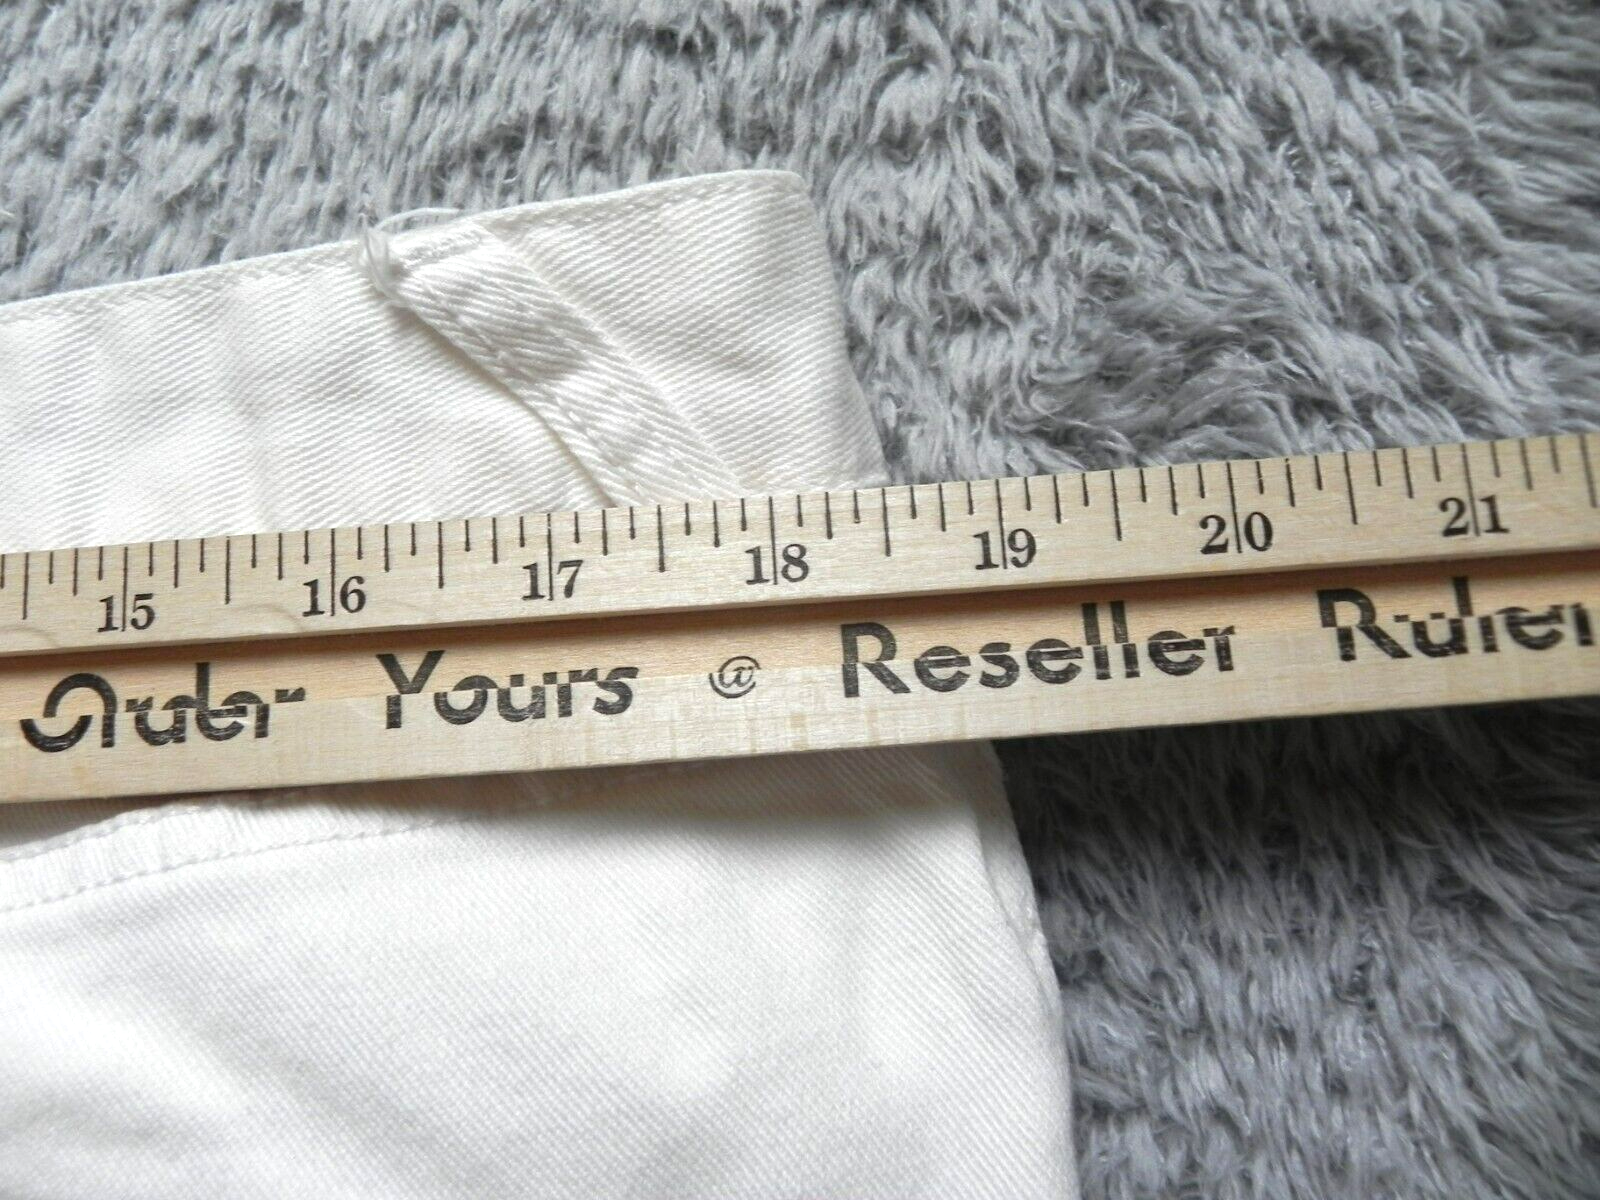 15 16 17 18 19 20 21
Order Yours @ Reseller Ruler